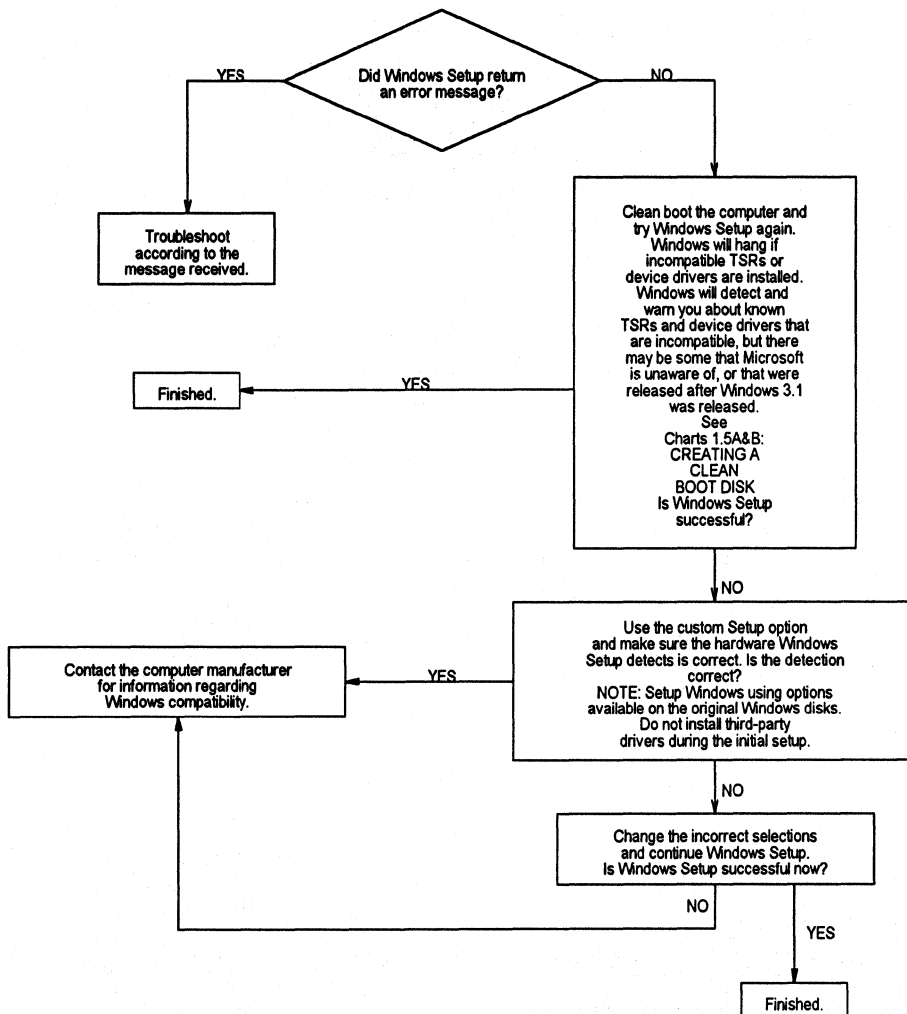 Did Windows Setup return
an error message?
YES
NO
Troubleshoot
according to the
message received.
Clean boot the computer and
try Windows Setup again.
Windows will hang if
incompatible TSRs or
device drivers are installed.
Windows will detect and
warn you about known
TSRs and device drivers that
are incompatible, but there
may be some that Microsoft
is unaware of, or that were
released after Windows 3.1
was released.
See
Charts 1.5A&B:
CREATING A
CLEAN
BOOT DISK
Is Windows Setup
successful?
YES
Finished.
NO
Use the custom Setup option
and make sure the hardware Windows
Setup detects is correct. Is the detection
correct?
NOTE: Setup Windows using options
available on the original Windows disks.
Do not install third-party
drivers during the initial setup.
YES
Contact the computer manufacturer
for information regarding
Windows compatibility.
NO
Change the incorrect selections
and continue Windows Setup.
Is Windows Setup successful now?
NO
YES
Finished.